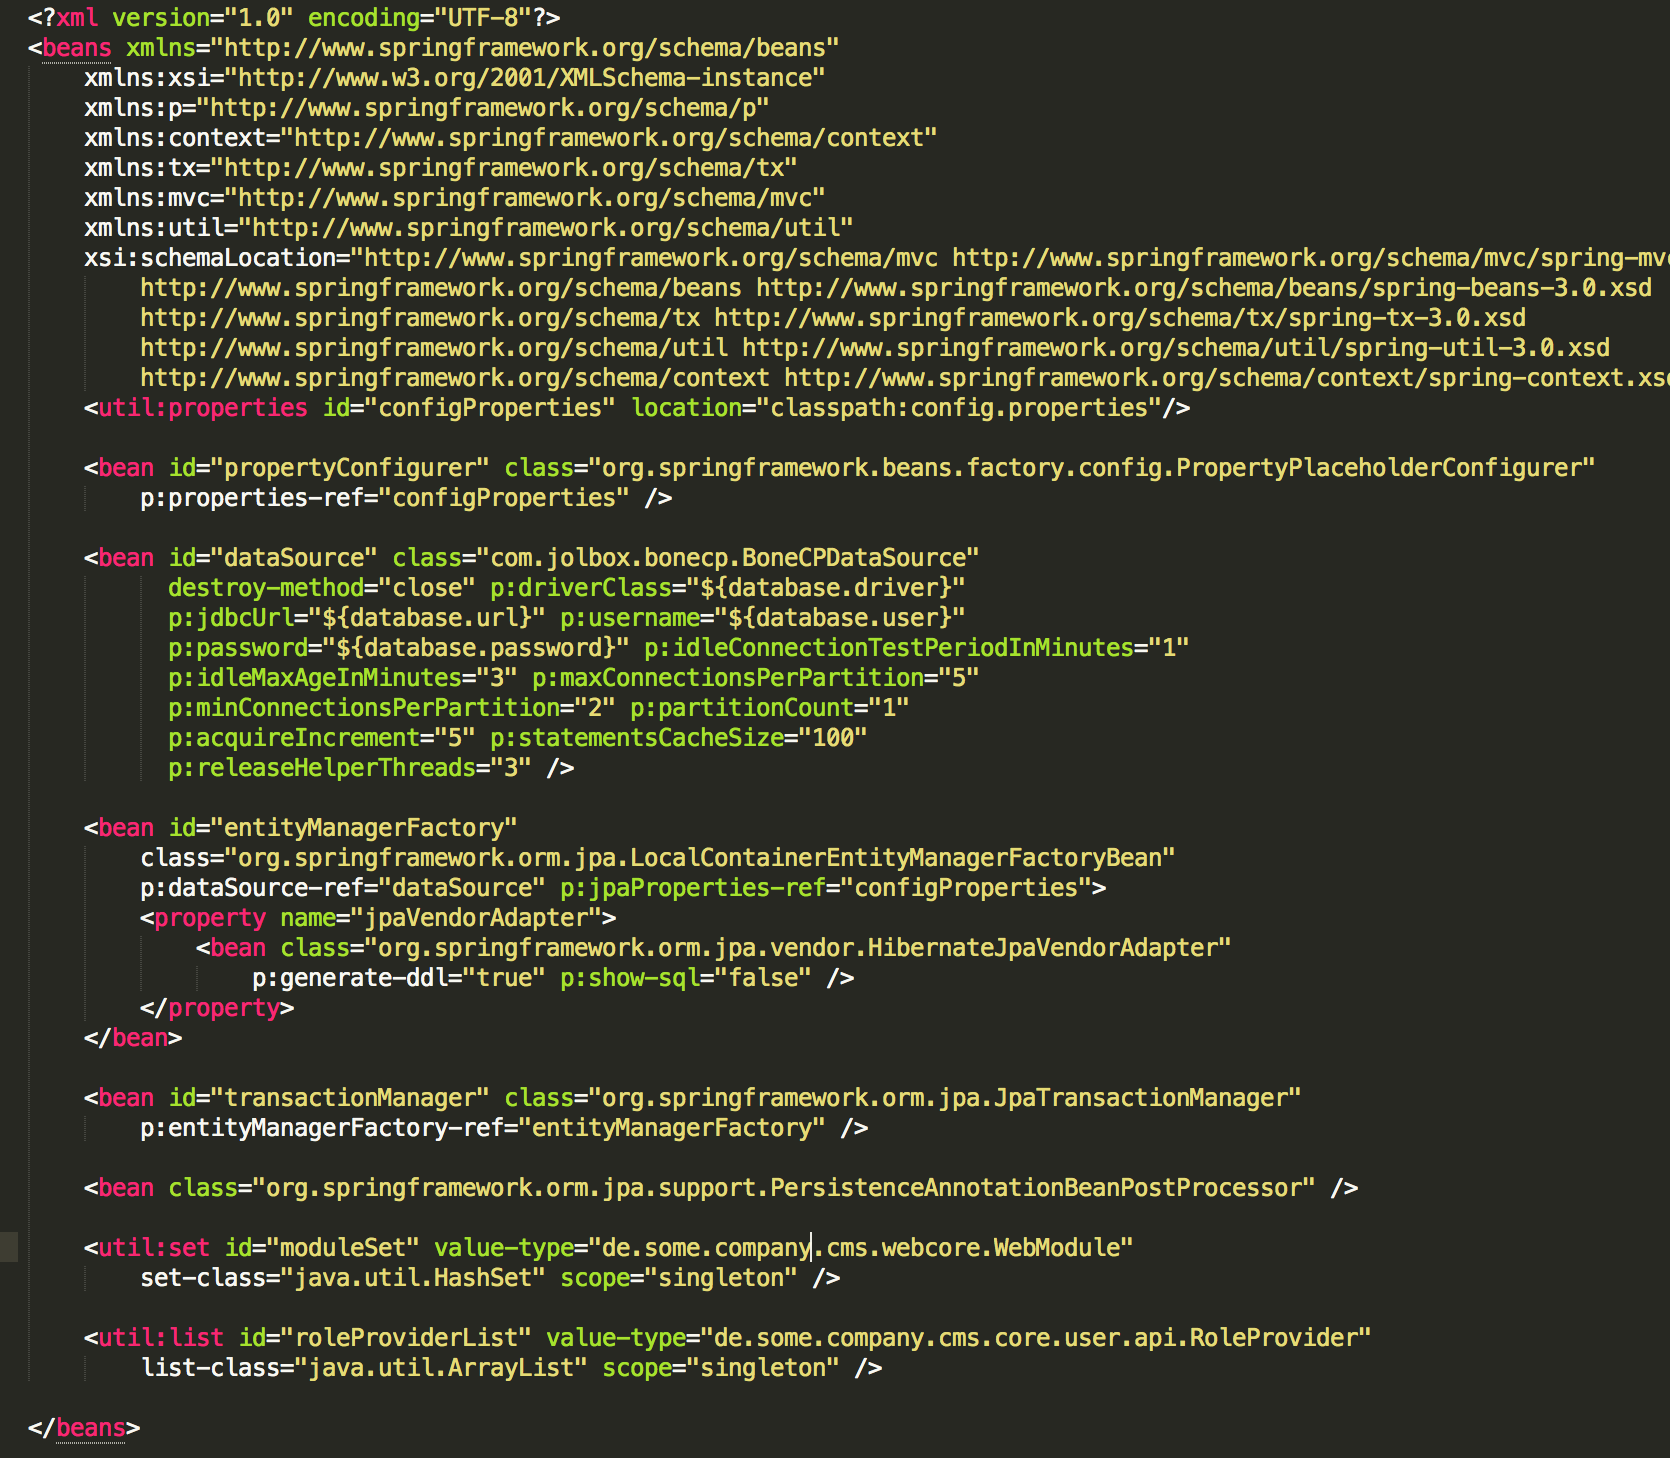 <?xml version="1.0" encoding="UTF-8"?>
<beans xmlns="http://www.springframework.org/schema/beans"
xmlns:xsi="http://www.w3.org/2001/XMLSchema-instance"
xmlns:p="http://www.springframework.org/schema/p"
xmlns:context="http://www.springframework.org/schema/context"
xmlns:tx="http://www.springframework.org/schema/tx"
xmlns:mvc="http://www.springframework.org/schema/mvc"
xmlns:util="http://www.springframework.org/schema/util"
xsi:schemaLocation="http://www.springframework.org/schema/mvc http://www.springframework.org/schema/mvc/spring-mv
http://www.springframework.org/schema/beans http://www.springframework.org/schema/beans/spring-beans-3.0.xsd
http://www.springframework.org/schema/tx http://www.springframework.org/schema/tx/spring-tx-3.0.xsd
http://www.springframework.org/schema/util http://www.springframework.org/schema/util/spring-util-3.0.xsd
http://www.springframework.org/schema/context http://www.springframework.org/schema/context/spring-context.xs
<util:properties id="configProperties" location="classpath:config.properties"/>
<bean id="propertyConfigurer" class="org.springframework.beans.factory.config.PropertyPlaceholderConfigurer"
p:properties-ref="configProperties" />
<bean id="dataSource" class="com.jolbox.bonecp.BoneCPDataSource"
destroy-method="close" p:driverClass="${database.driver}"
p:jdbcUrl="${database.url}" p:username="${database.user}"
p:password="${database.password}" p:idleConnectionTestPeriodInMinutes="1"
p:idleMaxAgeInMinutes="3" p:maxConnectionsPerPartition="5"
p:minConnectionsPerPartition="2" p:partitionCount="1"
p:acquireIncrement="5" p:statementsCacheSize="100"
p:releaseHelperThreads="3" />
<bean id="entityManagerFactory"
class="org.springframework.orm.jpa.LocalContainerEntityManagerFactoryBean"
p:dataSource-ref="dataSource" p:jpaProperties-ref="configProperties">
<property name="jpaVendorAdapter">
<bean class="org.springframework.orm.jpa.vendor.HibernateJpaVendorAdapter"
p:generate-ddl="true" p:show-sql="false" />
</property>
</bean>
<bean id="transactionManager" class="org.springframework.orm.jpa.JpaTransactionManager"
p:entityManagerFactory-ref="entityManagerFactory" />
<bean class="org.springframework.orm.jpa.support.PersistenceAnnotationBeanPostProcessor" />
<util:set id="moduleSet" value-type="de.some.company.cms.webcore.WebModule"
set-class="java.util.HashSet" scope="singleton" />
<util:list id="roleProviderList" value-type="de.some.company.cms.core.user.api.RoleProvider"
list-class="java.util.ArrayList" scope="singleton" />
</beans>